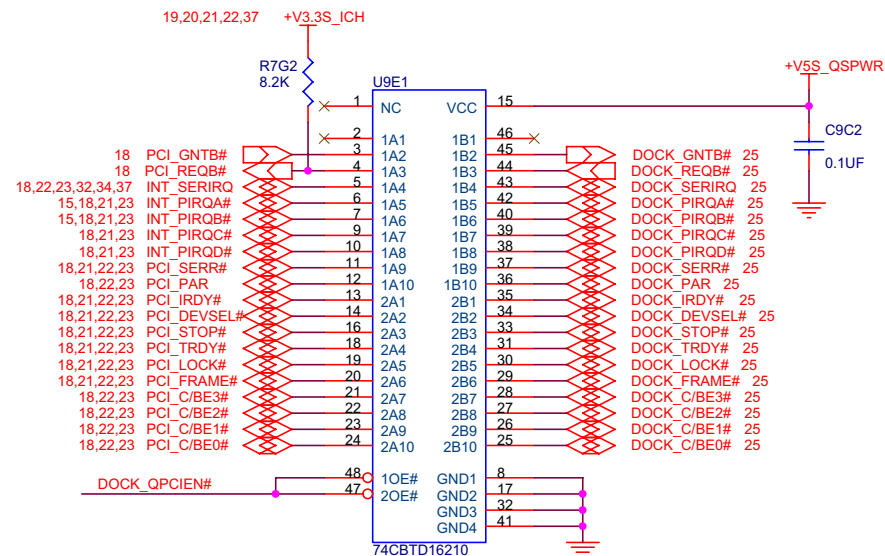 19,20,21,22,37 +V3.3S_ICH
+V5S_QSPWR
R7G2
8.2K
U9E1
C9C2
0.1UF
1 NC VCC 15
2 1A1 1B1 46
18 PCI_GNTB# 3 1A2 1B2 45 DOCK_GNTB# 25
18 PCI_REQB# 4 1A3 1B3 44 DOCK_REQB# 25
18,22,23,32,34,37 INT_SERIRQ 5 1A4 1B4 43 DOCK_SERIRQ 25
15,18,21,23 INT_PIRQA# 6 1A5 1B5 42 DOCK_PIRQA# 25
15,18,21,23 INT_PIRQB# 7 1A6 1B6 40 DOCK_PIRQB# 25
18,21,23 INT_PIRQC# 9 1A7 1B7 39 DOCK_PIRQC# 25
18,21,23 INT_PIRQD# 10 1A8 1B8 38 DOCK_PIRQD# 25
18,21,22,23 PCI_SERR# 11 1A9 1B9 37 DOCK_SERR# 25
18,22,23 PCI_PAR 12 1A10 1B10 36 DOCK_PAR 25
18,21,22,23 PCI_IRDY# 13 2A1 2B1 35 DOCK_IRDY# 25
18,21,22,23 PCI_DEVSEL# 14 2A2 2B2 34 DOCK_DEVSEL# 25
18,21,22,23 PCI_STOP# 16 2A3 2B3 33 DOCK_STOP# 25
18,21,22,23 PCI_TRDY# 18 2A4 2B4 31 DOCK_TRDY# 25
18,21,22,23 PCI_LOCK# 19 2A5 2B5 30 DOCK_LOCK# 25
18,21,22,23 PCI_FRAME# 20 2A6 2B6 29 DOCK_FRAME# 25
18,22,23 PCI_C/BE3# 21 2A7 2B7 28 DOCK_C/BE3# 25
18,22,23 PCI_C/BE2# 22 2A8 2B8 27 DOCK_C/BE2# 25
18,22,23 PCI_C/BE1# 23 2A9 2B9 26 DOCK_C/BE1# 25
18,22,23 PCI_C/BE0# 24 2A10 2B10 25 DOCK_C/BE0# 25
48 1OE# GND1 8
DOCK_QPCIEN# 47 2OE# GND2 17
GND3 32
GND4 41
74CBTD16210